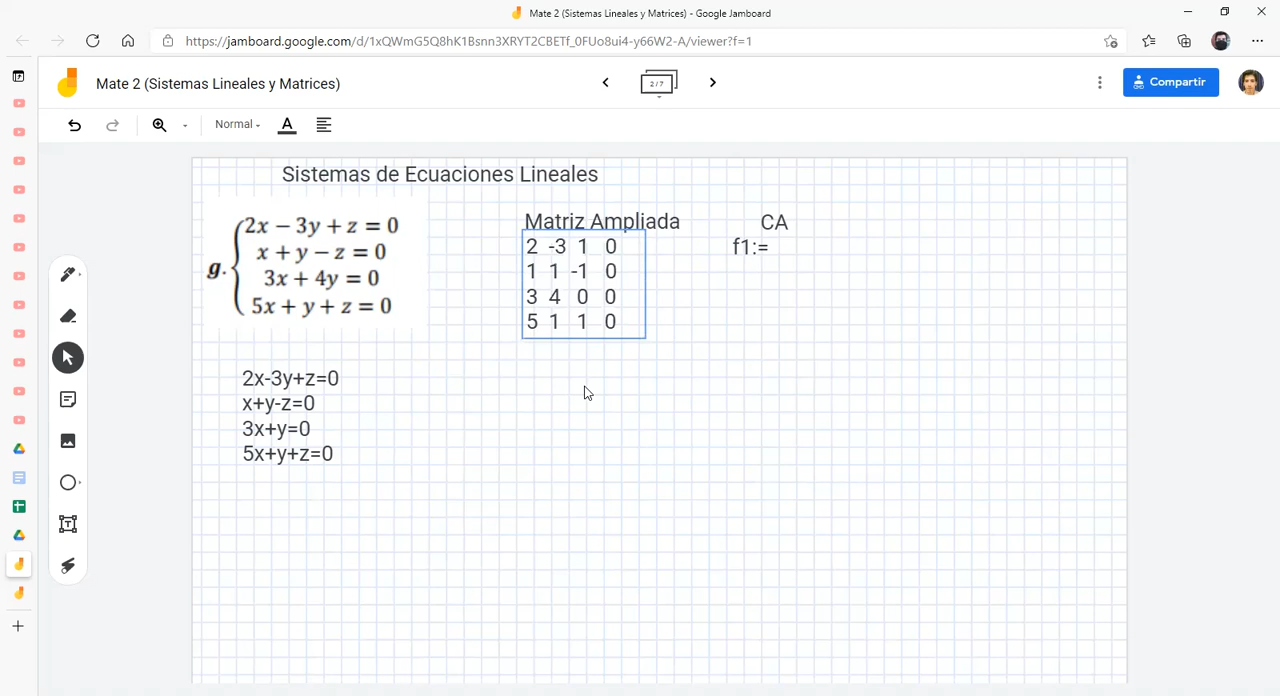 Mate 2 (Sistemas Lineales y Matrices) - Google Jamboard
https://jamboard.google.com/d/1xQWmG5Q8hK1Bsnn3XRYT2CBETf_0FUo8ui4-y66W2-A/viewer?f=1
Mate 2 (Sistemas Lineales y Matrices)
2/7
Compartir
Normal
Sistemas de Ecuaciones Lineales
g. 2x − 3y + z = 0
x + y − z = 0
3x + 4y = 0
5x + y + z = 0
Matriz Ampliada
2 -3 1 0
1 1 -1 0
3 4 0 0
5 1 1 0
CA
f1:=
2x-3y+z=0
x+y-z=0
3x+y=0
5x+y+z=0